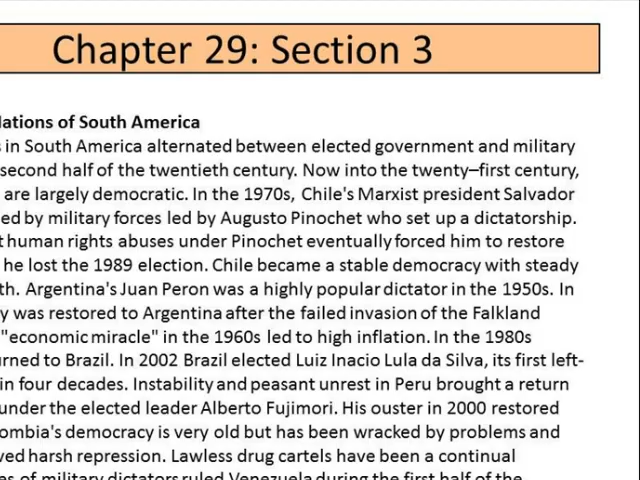 Chapter 29: Section 3
Nations of South America
in South America alternated between elected government and military
second half of the twentieth century. Now into the twenty–first century,
are largely democratic. In the 1970s, Chile's Marxist president Salvador
ed by military forces led by Augusto Pinochet who set up a dictatorship.
t human rights abuses under Pinochet eventually forced him to restore
he lost the 1989 election. Chile became a stable democracy with steady
th. Argentina's Juan Peron was a highly popular dictator in the 1950s. In
y was restored to Argentina after the failed invasion of the Falkland
"economic miracle" in the 1960s led to high inflation. In the 1980s
urned to Brazil. In 2002 Brazil elected Luiz Inacio Lula da Silva, its first left-
in four decades. Instability and peasant unrest in Peru brought a return
under the elected leader Alberto Fujimori. His ouster in 2000 restored
ombia's democracy is very old but has been wracked by problems and
ved harsh repression. Lawless drug cartels have been a continual
es of military dictators ruled Venezuela during the first half of the